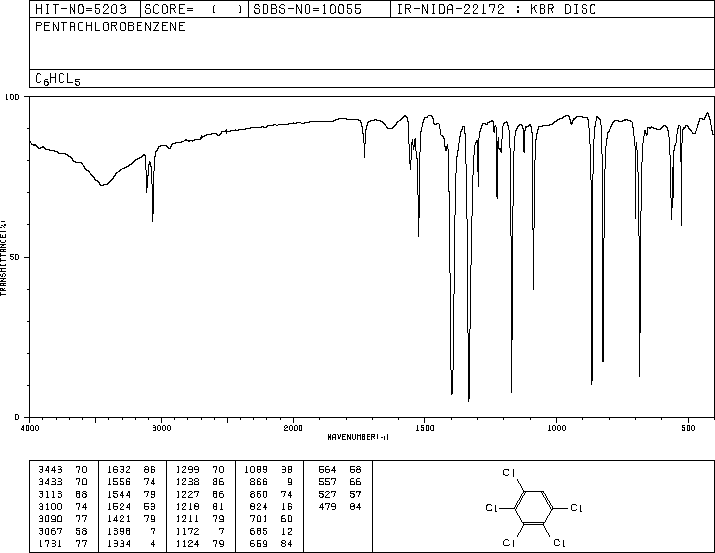 HIT-NO=5203 SCORE= ( ) SDBS-NO=10055 IR-NIDA-22172 : KBR DISC
PENTACHLOROBENZENE
C6HCL5
100
50
0
TRANSMITTANCE(%)
4000 3000 2000 1500 1000 500
WAVENUMBER(-1)
3443 70 1632 86 1299 70 1089 38 564 58
3433 70 1556 74 1238 86 866 9 557 66
3113 68 1544 79 1227 86 860 74 527 57
3100 74 1524 53 1218 81 824 16 479 84
3090 77 1421 79 1211 79 701 60
3067 58 1398 7 1172 7 685 12
1731 77 1334 4 1124 79 669 84
Cl
Cl Cl
Cl Cl